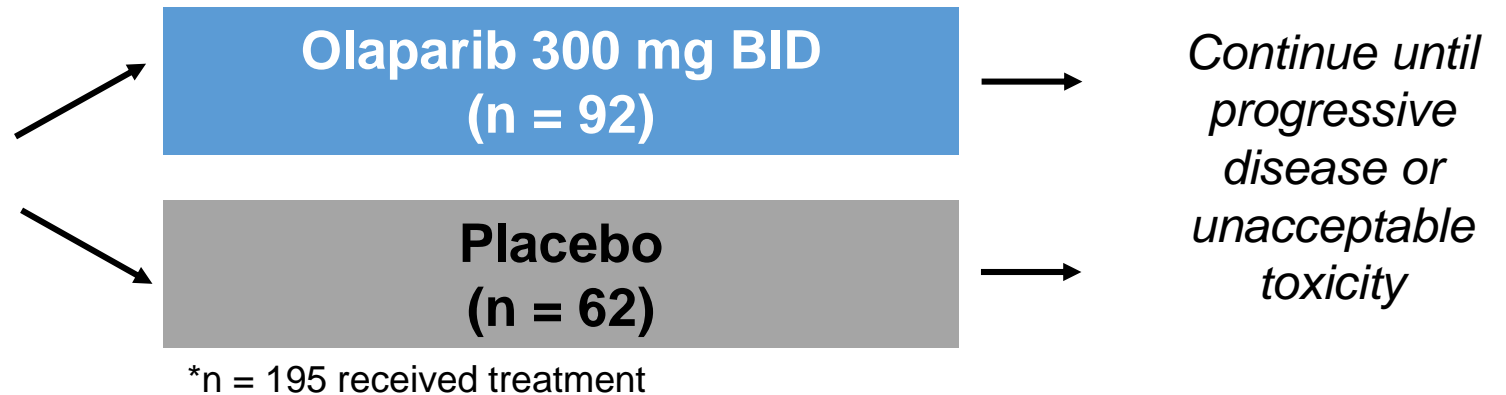 Olaparib 300 mg BID
(n = 92)
Continue until
progressive
disease or
unacceptable
toxicity
Placebo
(n = 62)
*n = 195 received treatment